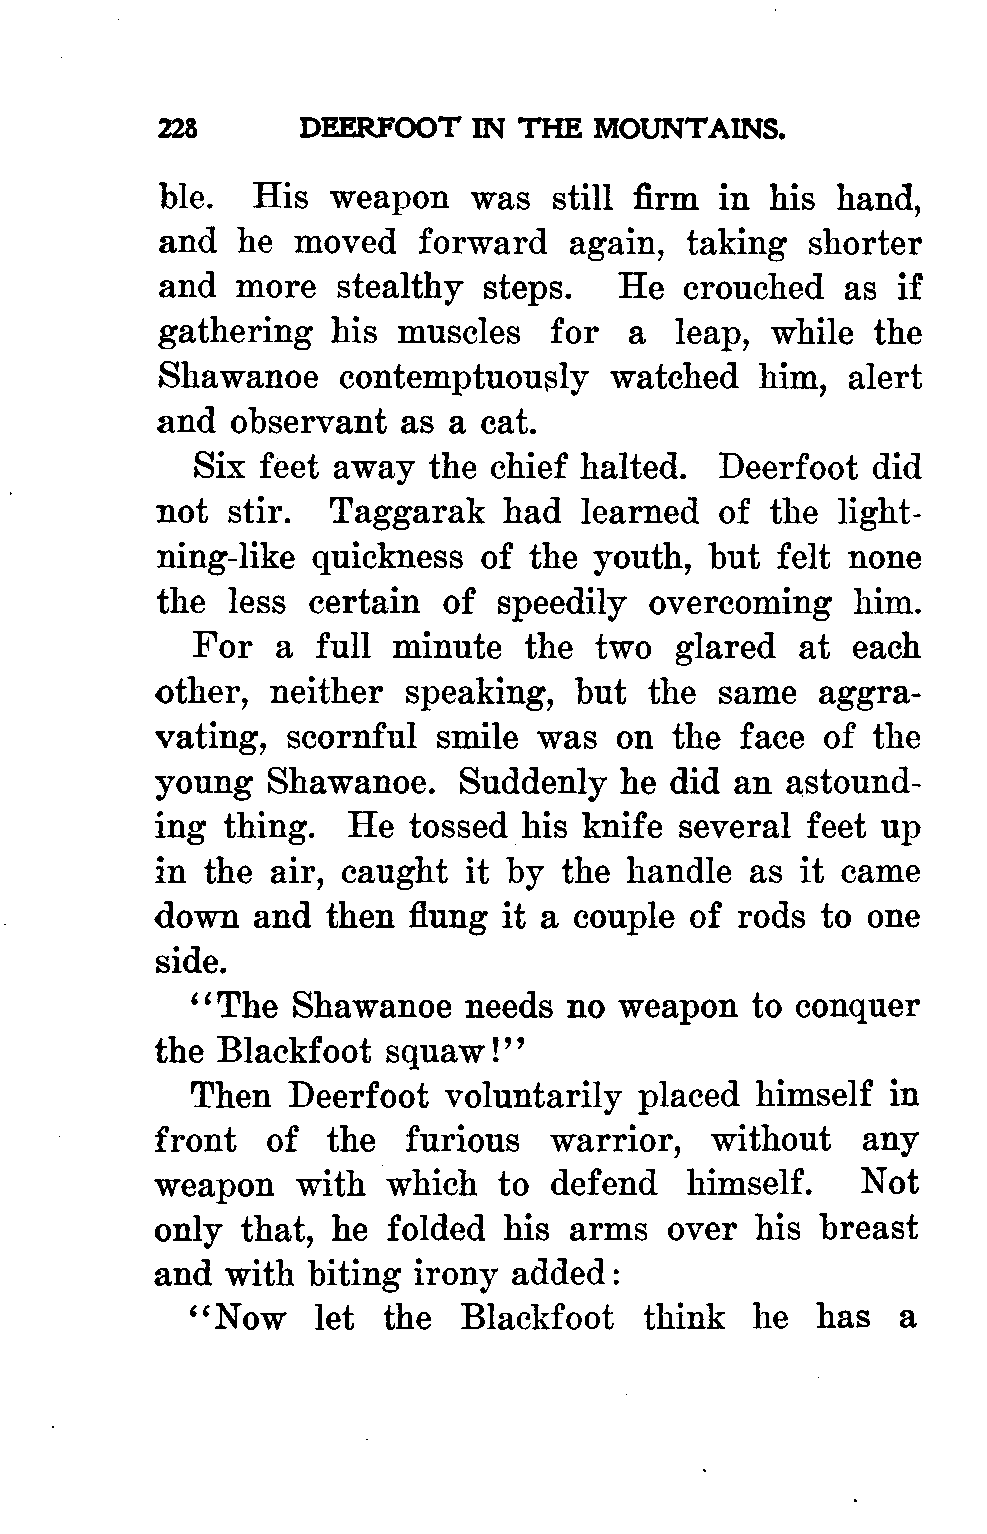 228 DEERFOOT IN THE MOUNTAINS.
ble. His weapon was still firm in his hand,
and he moved forward again, taking shorter
and more stealthy steps. He crouched as if
gathering his muscles for a leap, while the
Shawanoe contemptuously watched him, alert
and observant as a cat.
Six feet away the chief halted. Deerfoot did
not stir. Taggarak had learned of the light-
ning-like quickness of the youth, but felt none
the less certain of speedily overcoming him.
For a full minute the two glared at each
other, neither speaking, but the same aggra-
vating, scornful smile was on the face of the
young Shawanoe. Suddenly he did an astound-
ing thing. He tossed his knife several feet up
in the air, caught it by the handle as it came
down and then flung it a couple of rods to one
side.
“The Shawanoe needs no weapon to conquer
the Blackfoot squaw!”
Then Deerfoot voluntarily placed himself in
front of the furious warrior, without any
weapon with which to defend himself. Not
only that, he folded his arms over his breast
and with biting irony added:
“Now let the Blackfoot think he has a